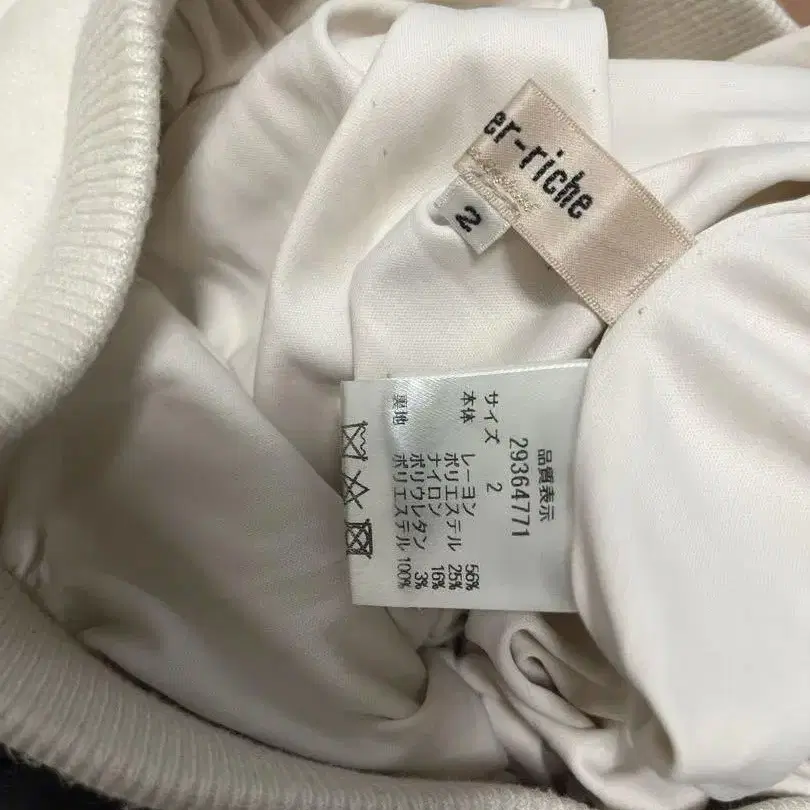 er-riche
2
品質表示
29364771
サイズ 2
本体 レーヨン 56%
ポリエステル 25%
ナイロン 16%
ポリウレタン 3%
裏地 ポリエステル 100%